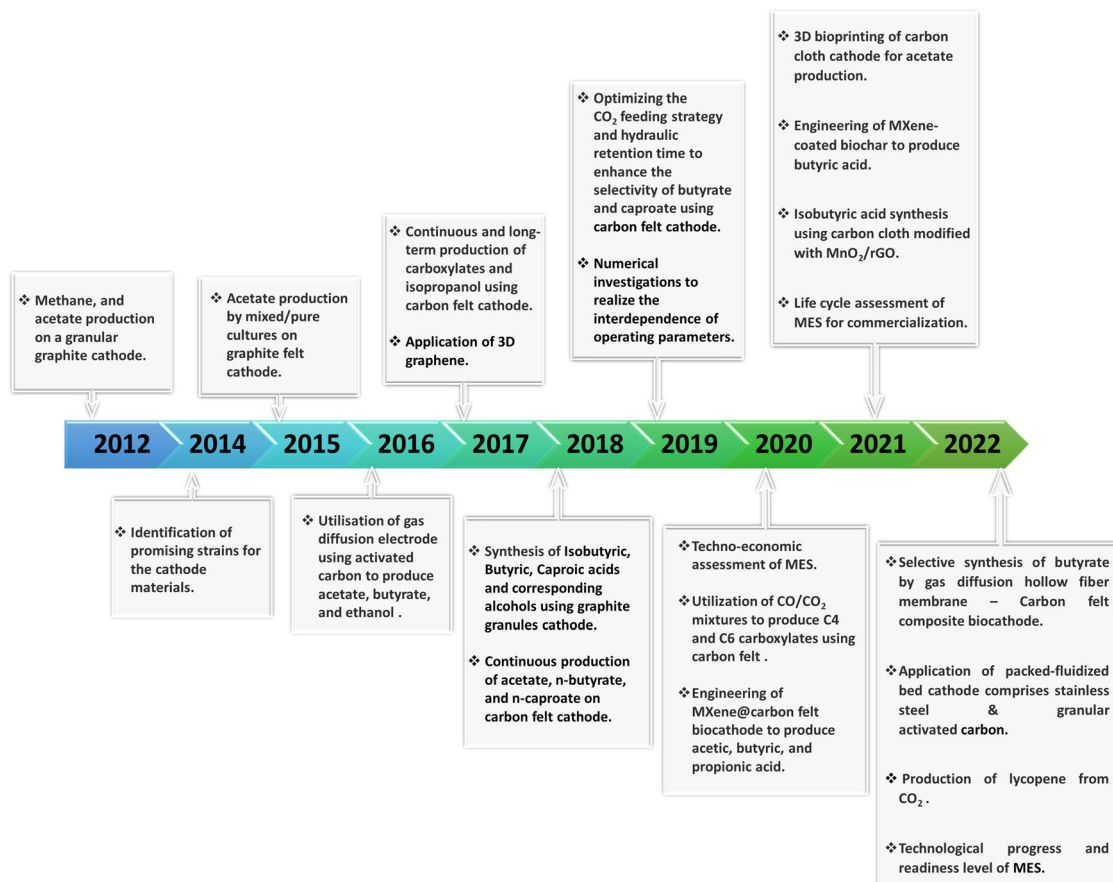 ❖ 3D bioprinting of carbon
cloth cathode for acetate
production.
❖ Engineering of MXene-
coated biochar to produce
butyric acid.
❖ Isobutyric acid synthesis
using carbon cloth modified
with MnO₂/rGO.
❖ Life cycle assessment of
MES for commercialization.
❖ Optimizing the
CO₂ feeding strategy
and hydraulic
retention time to
enhance the
selectivity of butyrate
and caproate using
carbon felt cathode.
❖ Numerical
investigations to
realize the
interdependence of
operating parameters.
❖ Continuous and long-
term production of
carboxylates and
isopropanol using
carbon felt cathode.
❖ Application of 3D
graphene.
❖ Acetate production
by mixed/pure
cultures on
graphite felt
cathode.
❖ Methane, and
acetate production
on a granular
graphite cathode.
2012 2014 2015 2016 2017 2018 2019 2020 2021 2022
❖ Identification of
promising strains for
the cathode
materials.
❖ Utilisation of gas
diffusion electrode
using activated
carbon to produce
acetate, butyrate,
and ethanol .
❖ Synthesis of Isobutyric,
Butyric, Caproic acids
and corresponding
alcohols using graphite
granules cathode.
❖ Continuous production
of acetate, n-butyrate,
and n-caproate on
carbon felt cathode.
❖Techno-economic
assessment of MES.
❖Utilization of CO/CO₂
mixtures to produce C4
and C6 carboxylates using
carbon felt .
❖Engineering of
MXene@carbon felt
biocathode to produce
acetic, butyric, and
propionic acid.
❖Selective synthesis of butyrate
by gas diffusion hollow fiber
membrane – Carbon felt
composite biocathode.
❖Application of packed-fluidized
bed cathode comprises stainless
steel & granular
activated carbon.
❖ Production of lycopene from
CO₂ .
❖Technological progress and
readiness level of MES.